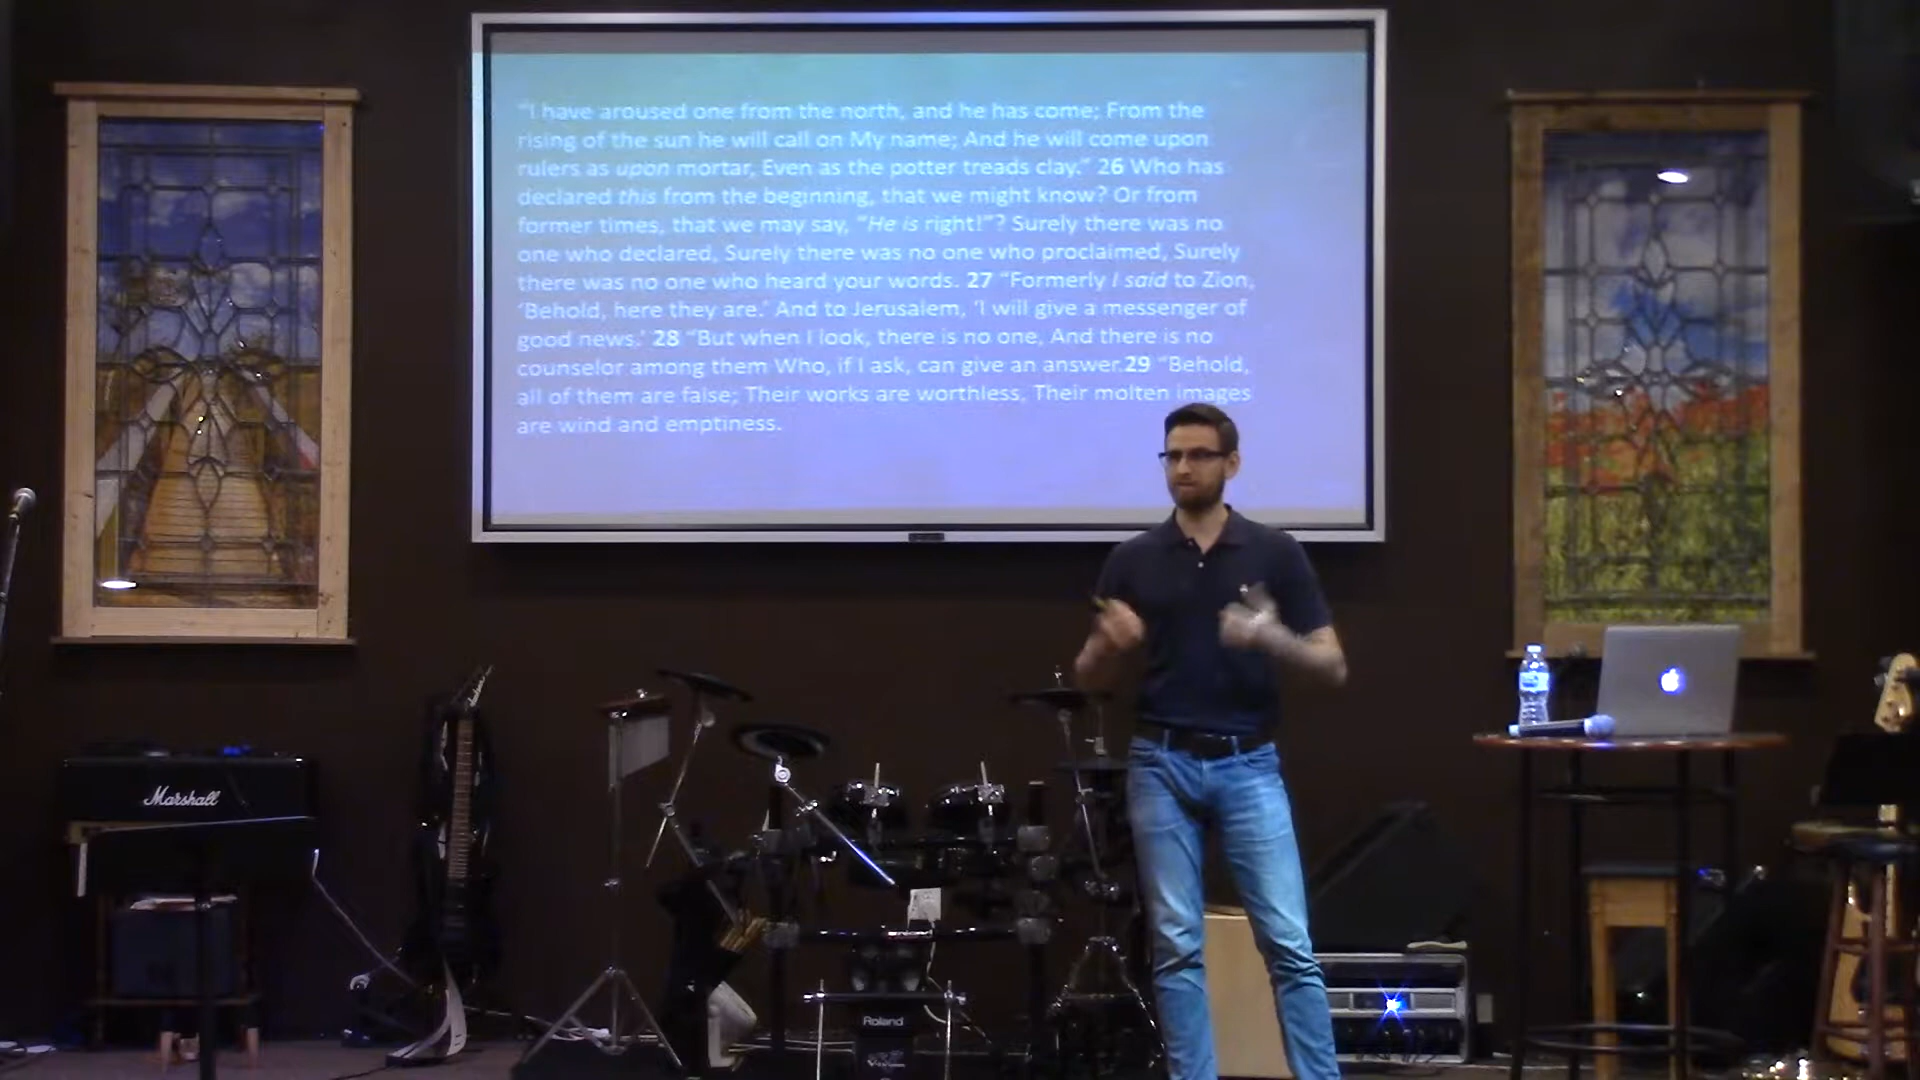 “I have aroused one from the north, and he has come; From the
rising of the sun he will call on My name; And he will come upon
rulers as upon mortar, Even as the potter treads clay.” 26 Who has
declared this from the beginning, that we might know? Or from
former times, that we may say, “He is right!”? Surely there was no
one who declared, Surely there was no one who proclaimed, Surely
there was no one who heard your words. 27 “Formerly I said to Zion,
‘Behold, here they are.’ And to Jerusalem, ‘I will give a messenger of
good news.’ 28 “But when I look, there is no one, And there is no
counselor among them Who, if I ask, can give an answer.29 “Behold,
all of them are false; Their works are worthless, Their molten images
are wind and emptiness.
Marshall
Roland